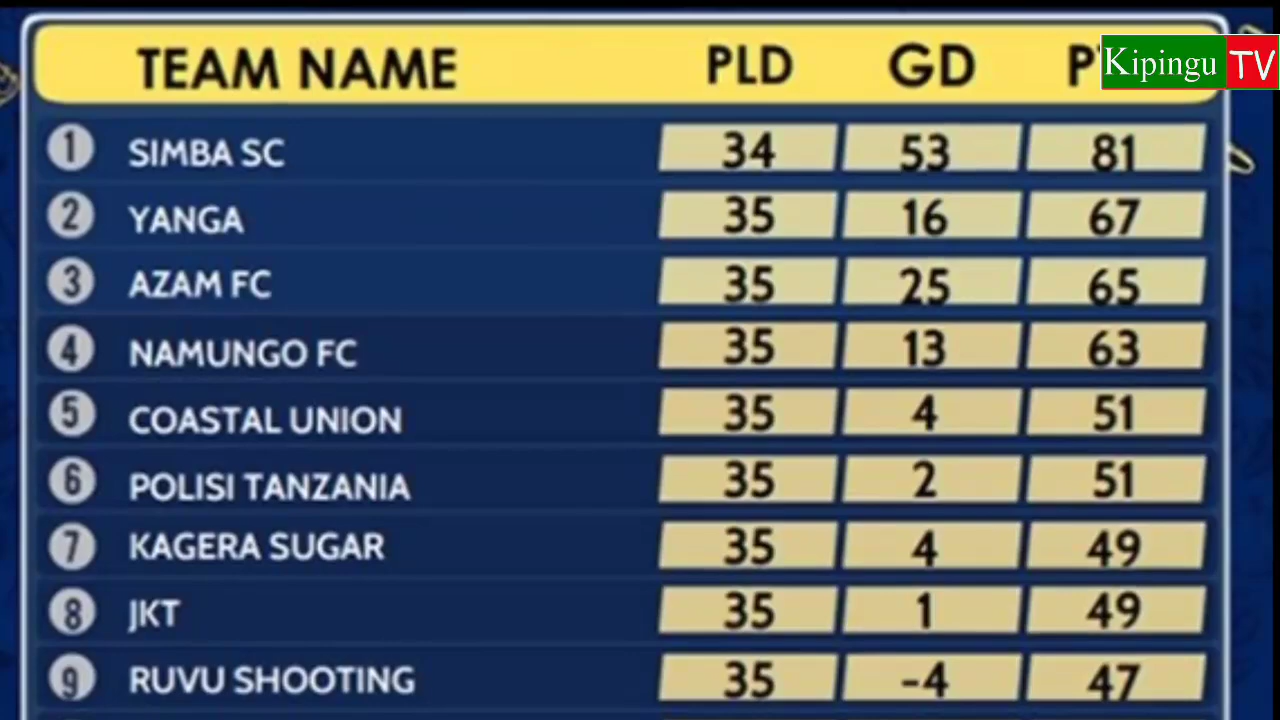 TEAM NAME PLD GD
Kipingu TV
1 SIMBA SC 34 53 81
2 YANGA 35 16 67
3 AZAM FC 35 25 65
4 NAMUNGO FC 35 13 63
5 COASTAL UNION 35 4 51
6 POLISI TANZANIA 35 2 51
7 KAGERA SUGAR 35 4 49
8 JKT 35 1 49
9 RUVU SHOOTING 35 -4 47